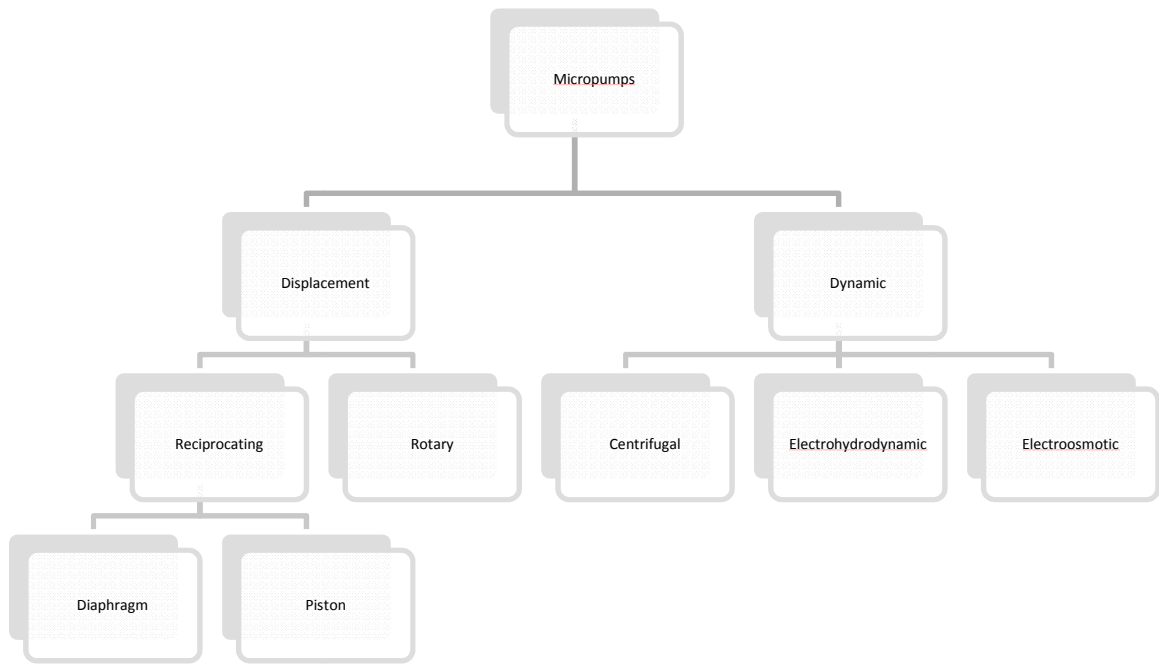 Micropumps
Displacement
Dynamic
Reciprocating
Rotary
Centrifugal
Electrohydrodynamic
Electroosmotic
Diaphragm
Piston